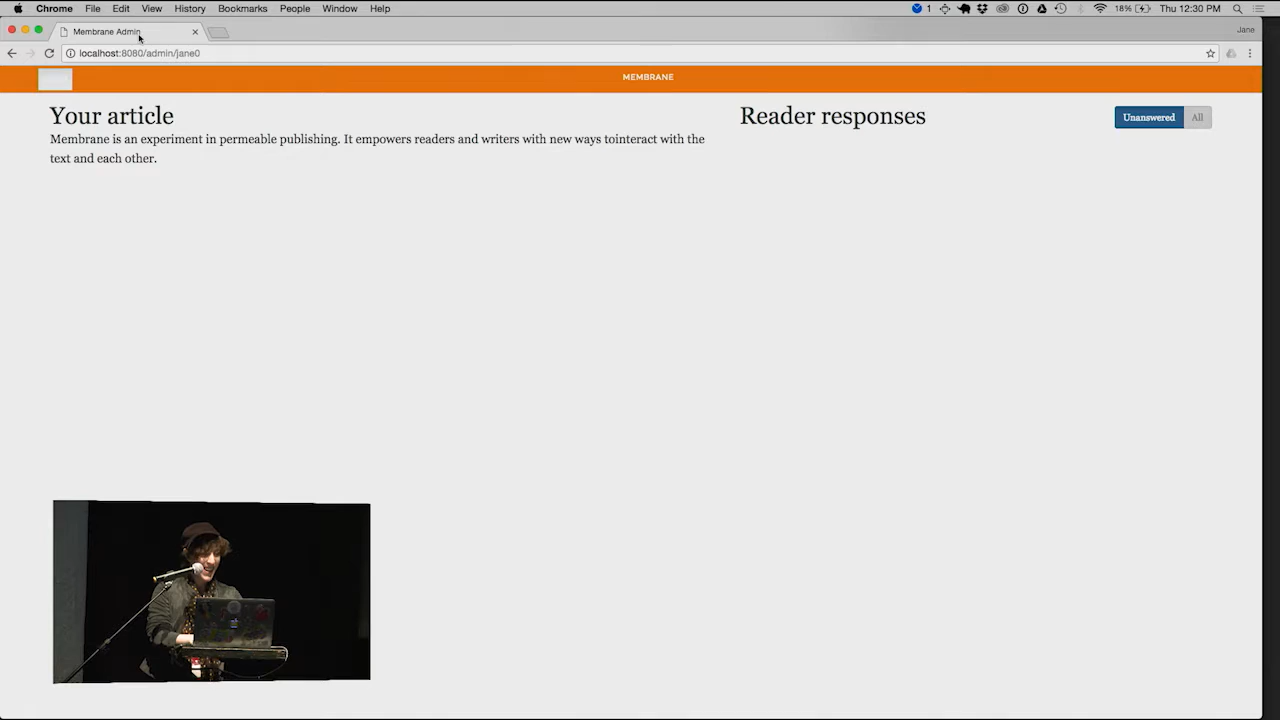 Chrome File Edit View History Bookmarks People Window Help 1 18% Thu 12:30 PM
Membrane Admin Jane
localhost:8080/admin/jane0
MEMBRANE
Your article
Membrane is an experiment in permeable publishing. It empowers readers and writers with new ways tointeract with the
text and each other.
Reader responses
Unanswered All